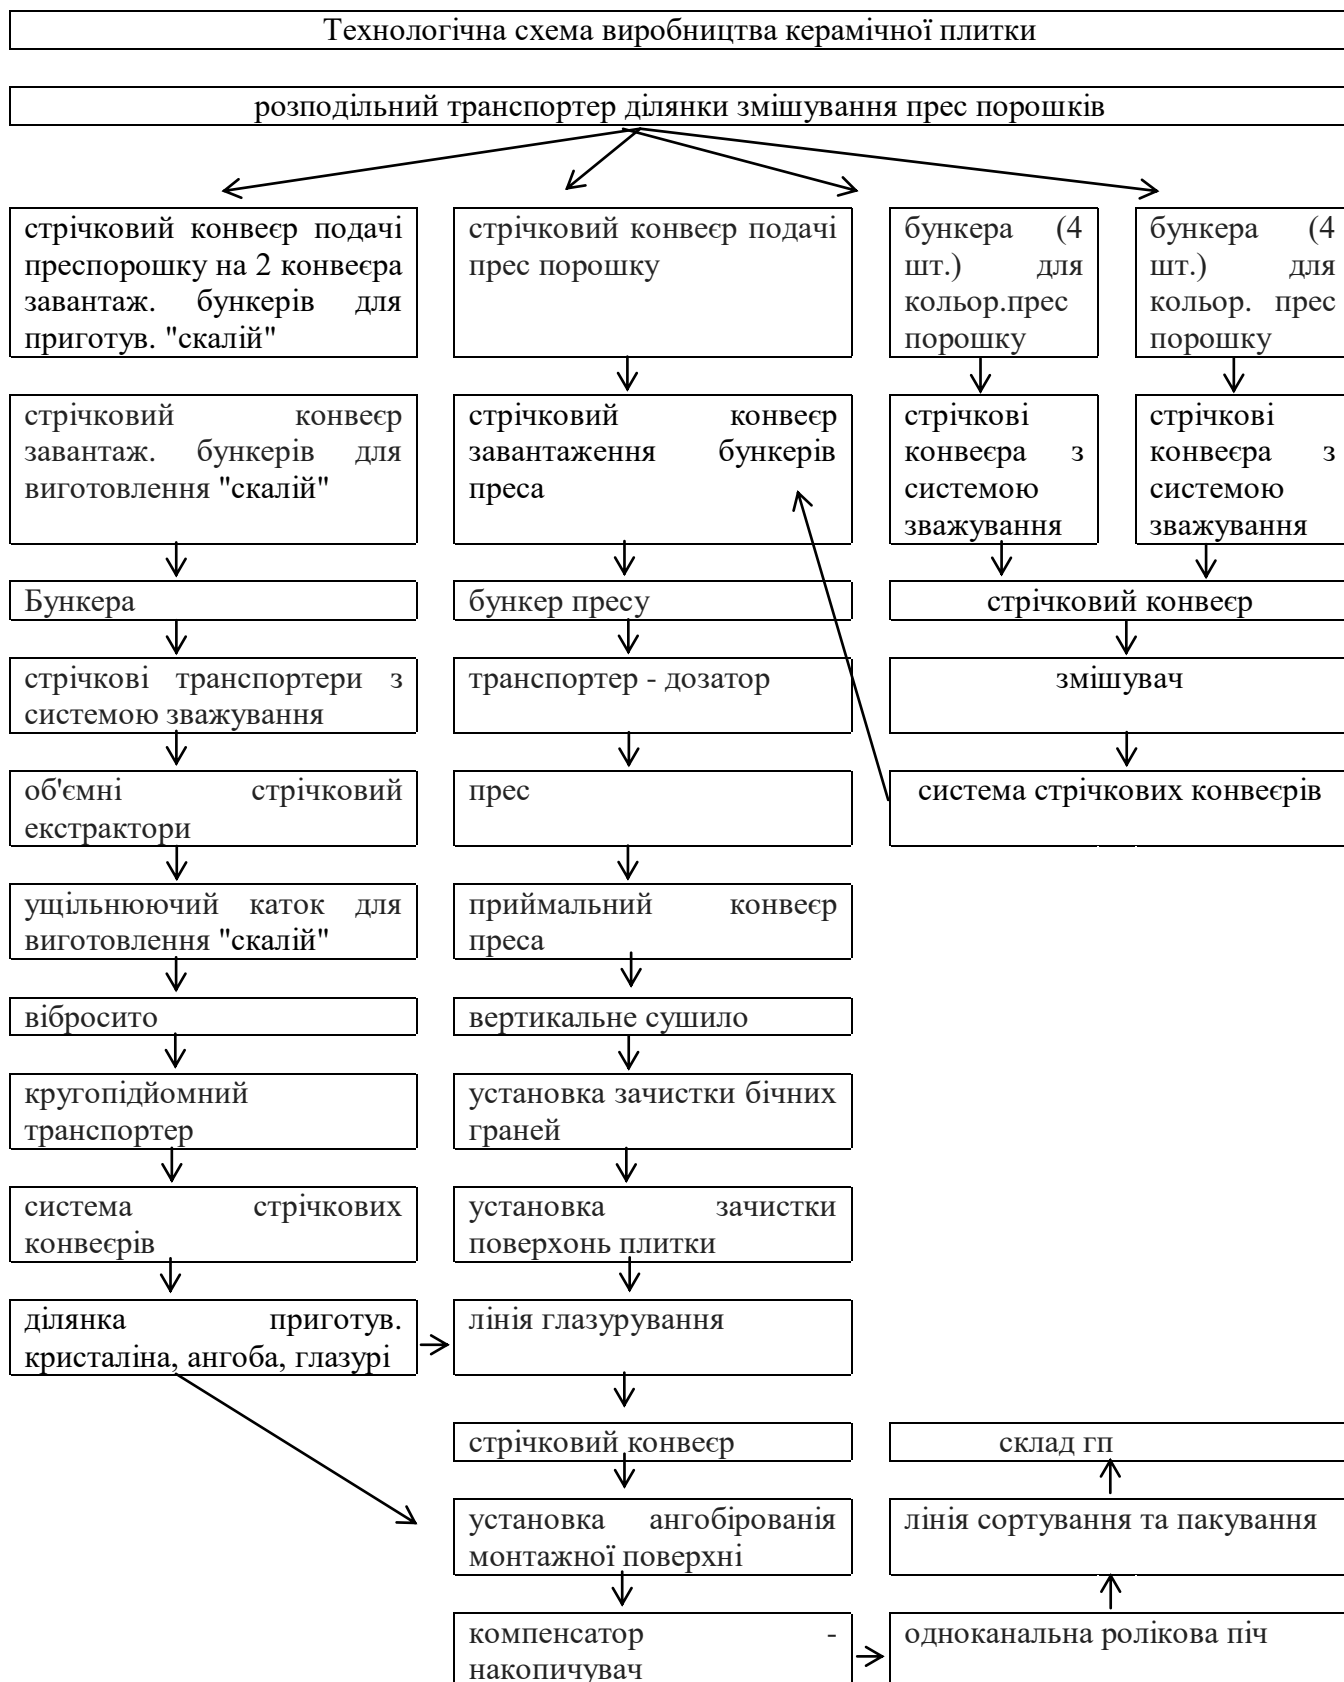 Технологічна схема виробництва керамічної плитки
розподільний транспортер ділянки змішування прес порошків
стрічковий конвеєр подачі
преспорошку на 2 конвеєра
завантаж. бункерів для
приготув. "скалій"
стрічковий конвеєр подачі
прес порошку
бункера (4
шт.) для
кольор.прес
порошку
бункера (4
шт.) для
кольор. прес
порошку
стрічковий конвеєр
завантаж. бункерів для
виготовлення "скалій"
стрічковий конвеєр
завантаження бункерів
преса
стрічкові
конвеєра з
системою
зважування
стрічкові
конвеєра з
системою
зважування
Бункера
бункер пресу
стрічковий конвеєр
стрічкові транспортери з
системою зважування
транспортер - дозатор
змішувач
об'ємні стрічковий
екстрактори
прес
система стрічкових конвеєрів
ущільнюючий каток для
виготовлення "скалій"
приймальний конвеєр
преса
вібросито
вертикальне сушило
кругопідйомний
транспортер
установка зачистки бічних
граней
система стрічкових
конвеєрів
установка зачистки
поверхонь плитки
ділянка приготув.
кристаліна, ангоба, глазурі
лінія глазурування
стрічковий конвеєр
склад гп
установка ангобірованія
монтажної поверхні
лінія сортування та пакування
компенсатор -
накопичувач
одноканальна ролікова піч